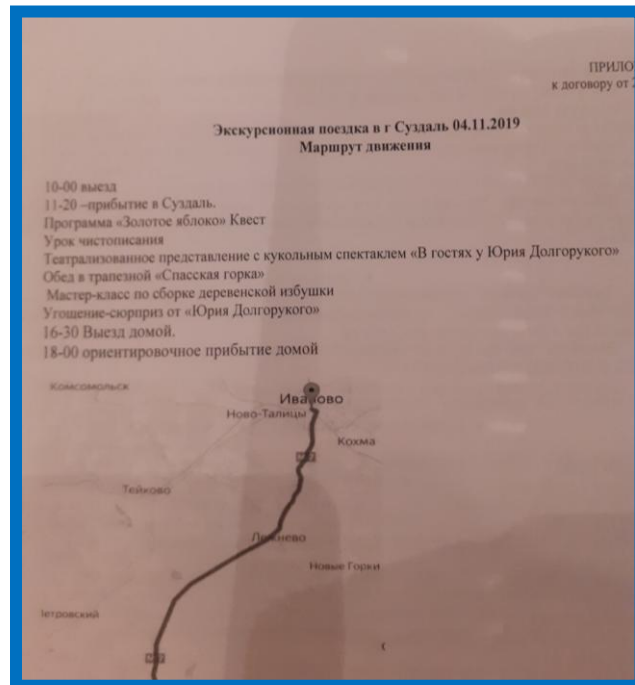 ПРИЛО
к договору от 2
Экскурсионная поездка в г Суздаль 04.11.2019
Маршрут движения
10-00 выезд
11-20 –прибытие в Суздаль.
Программа «Золотое яблоко» Квест
Урок чистописания
Театрализованное представление с кукольным спектаклем «В гостях у Юрия Долгорукого»
Обед в трапезной «Спасская горка»
Мастер-класс по сборке деревенской избушки
Угощение-сюрприз от «Юрия Долгорукого»
16-30 Выезд домой.
18-00 ориентировочное прибытие домой
Комсомольск
Иваново
Ново-Талицы
Кохма
Тейково
Лежнево
Новые Горки
Петровский